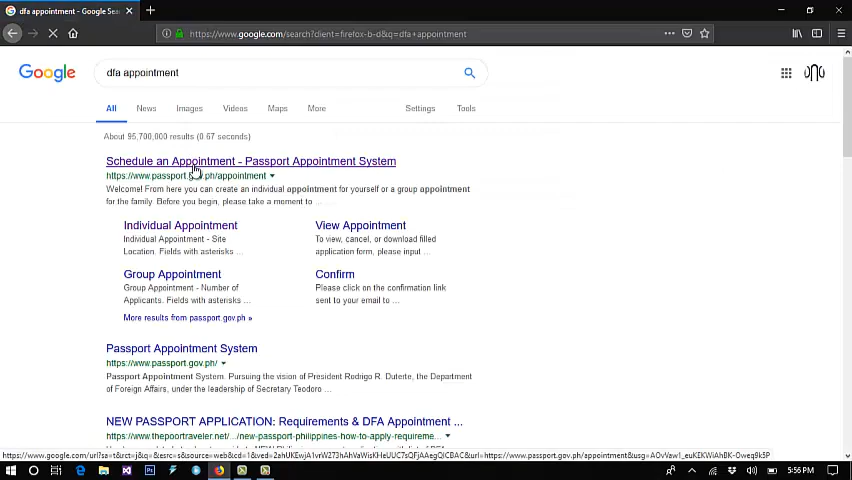 dfa appointment - Google Sea
https://www.google.com/search?client=firefox-b-d&q=dfa+appointment
Google
dfa appointment
All
News
Images
Videos
Maps
More
Settings
Tools
About 95,700,000 results (0.67 seconds)
Schedule an Appointment - Passport Appointment System
https://www.passport.gov.ph/appointment
Welcome! From here you can create an individual appointment for yourself or a group appointment
for the family. Before you begin, please take a moment to ...
Individual Appointment
Individual Appointment - Site
Location. Fields with asterisks ...
View Appointment
To view, cancel, or download filled
application form, please input ...
Group Appointment
Group Appointment - Number of
Applicants. Fields with asterisks ...
Confirm
Please click on the confirmation link
sent to your email to ...
More results from passport.gov.ph »
Passport Appointment System
https://www.passport.gov.ph/
Passport Appointment System. Pursuing the vision of President Rodrigo R. Duterte, the Department
of Foreign Affairs, under the leadership of Secretary Teodoro ...
NEW PASSPORT APPLICATION: Requirements & DFA Appointment ...
https://www.thepoortraveler.net/.../new-passport-philippines-how-to-apply-requireme...
5:56 PM